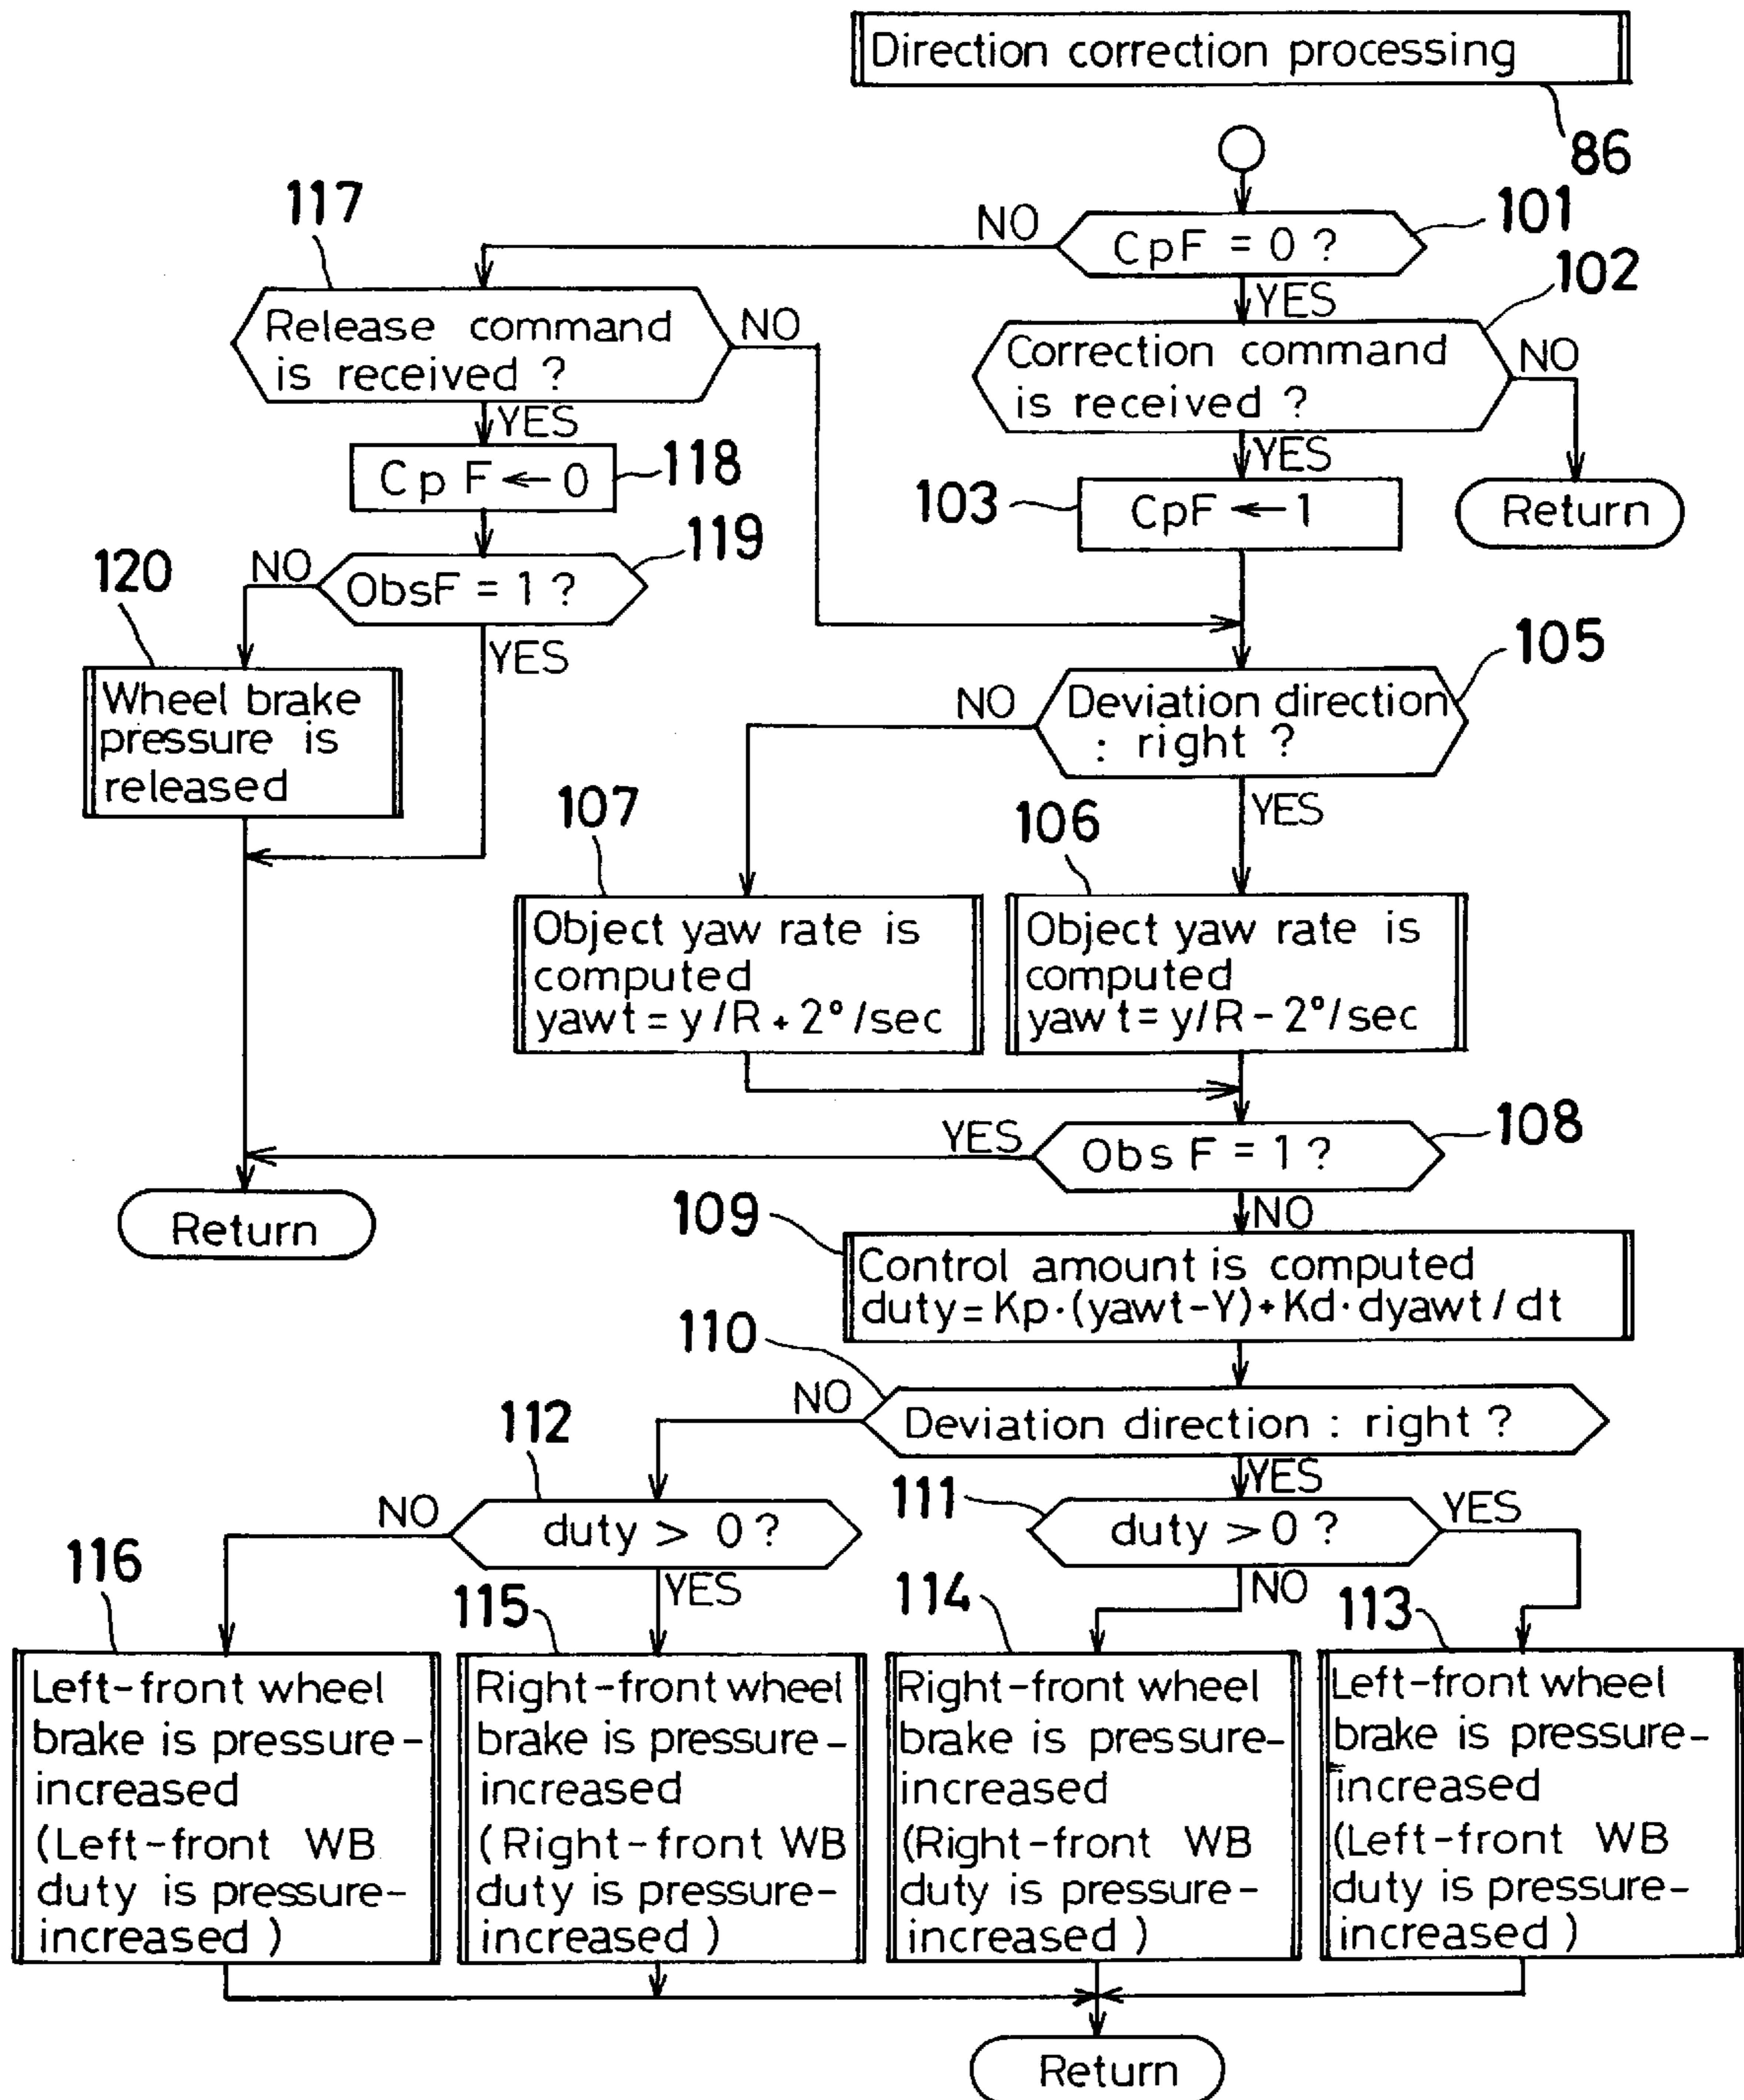 Direction correction processing
86
101
CpF = 0 ?
NO
YES
117
Release command
is received ?
NO
YES
102
Correction command
is received ?
NO
YES
Return
118
CpF ← 0
103
CpF ← 1
119
ObsF = 1 ?
NO
YES
120
Wheel brake
pressure is
released
105
Deviation direction
: right ?
NO
YES
107
Object yaw rate is
computed
yawt = y/R + 2°/sec
106
Object yaw rate is
computed
yawt = y/R - 2°/sec
108
ObsF = 1 ?
YES
NO
Return
109
Control amount is computed
duty = Kp·(yawt-Y) + Kd·dyawt/dt
110
Deviation direction : right ?
NO
YES
112
duty > 0 ?
NO
YES
111
duty > 0 ?
YES
NO
116
Left-front wheel
brake is pressure-
increased
(Left-front WB
duty is pressure-
increased)
115
Right-front wheel
brake is pressure-
increased
(Right-front WB
duty is pressure-
increased)
114
Right-front wheel
brake is pressure-
increased
(Right-front WB
duty is pressure-
increased)
113
Left-front wheel
brake is pressure-
increased
(Left-front WB
duty is pressure-
increased)
Return